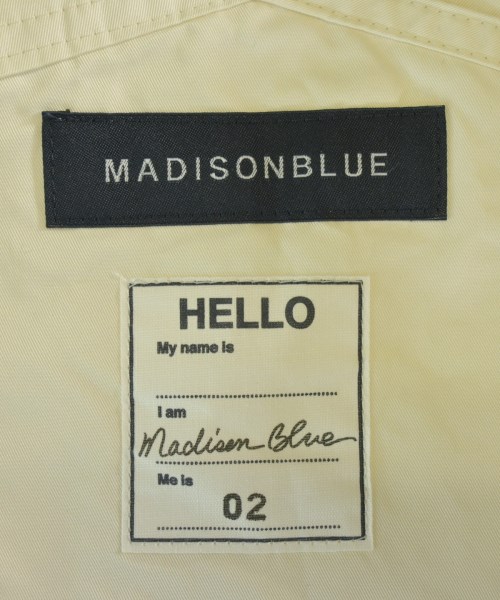 MADISONBLUE
HELLO
My name is
I am
Madison Blue
Me is
02